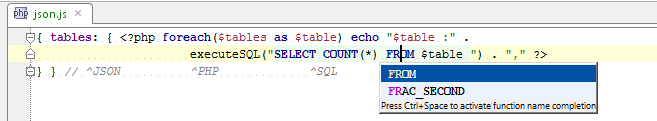 json.js ×
{ tables: { <?php foreach($tables as $table) echo "$table :" .
executeSQL("SELECT COUNT(*) FROM $table ") . "," ?>
} } // ^JSON ^PHP ^SQL
FROM
FRAC_SECOND
Press Ctrl+Space to activate function name completion